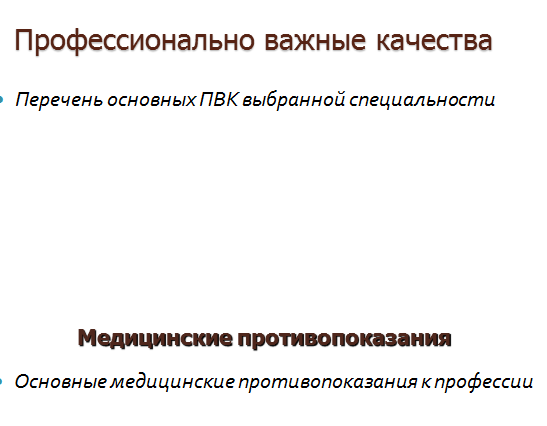 Профессионально важные качества
Перечень основных ПВК выбранной специальности
Медицинские противопоказания
Основные медицинские противопоказания к профессии